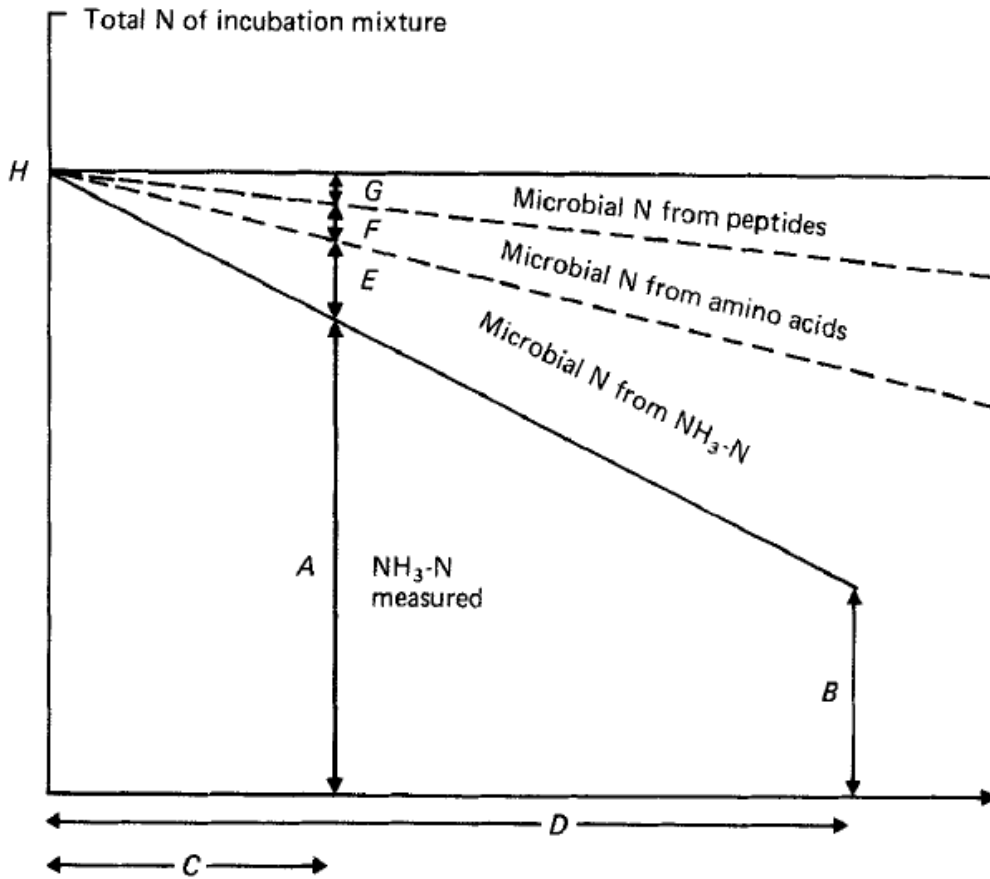 Total N of incubation mixture
H
G
Microbial N from peptides
F
Microbial N from amino acids
E
Microbial N from NH₃-N
A
NH₃-N
measured
B
D
C